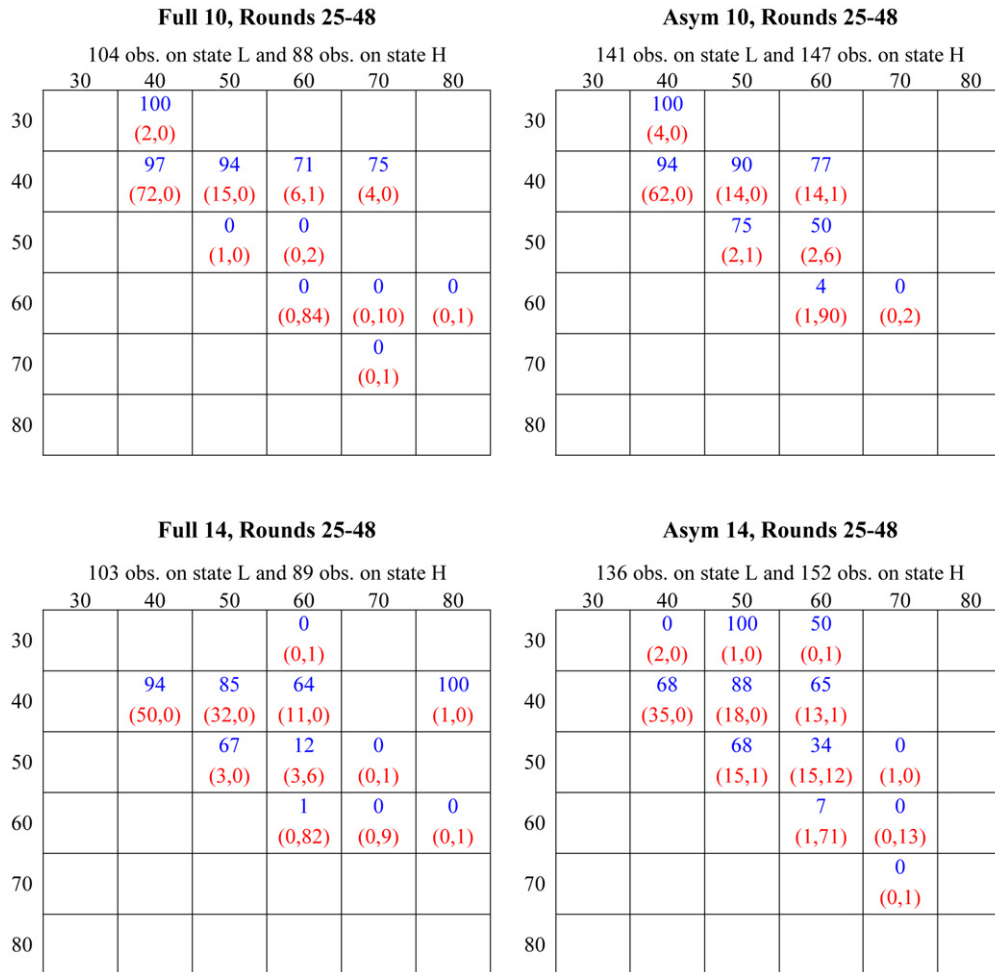 Full 10, Rounds 25-48
104 obs. on state L and 88 obs. on state H
30 40 50 60 70 80
30
100
(2,0)
40
97 94 71 75
(72,0) (15,0) (6,1) (4,0)
50
0 0
(1,0) (0,2)
60
0 0 0
(0,84) (0,10) (0,1)
70
0
(0,1)
80
Asym 10, Rounds 25-48
141 obs. on state L and 147 obs. on state H
30 40 50 60 70 80
30
100
(4,0)
40
94 90 77
(62,0) (14,0) (14,1)
50
75 50
(2,1) (2,6)
60
4 0
(1,90) (0,2)
70
80
Full 14, Rounds 25-48
103 obs. on state L and 89 obs. on state H
30 40 50 60 70 80
30
0
(0,1)
40
94 85 64 100
(50,0) (32,0) (11,0) (1,0)
50
67 12 0
(3,0) (3,6) (0,1)
60
1 0 0
(0,82) (0,9) (0,1)
70
80
Asym 14, Rounds 25-48
136 obs. on state L and 152 obs. on state H
30 40 50 60 70 80
30
0 100 50
(2,0) (1,0) (0,1)
40
68 88 65
(35,0) (18,0) (13,1)
50
68 34 0
(15,1) (15,12) (1,0)
60
7 0
(1,71) (0,13)
70
0
(0,1)
80